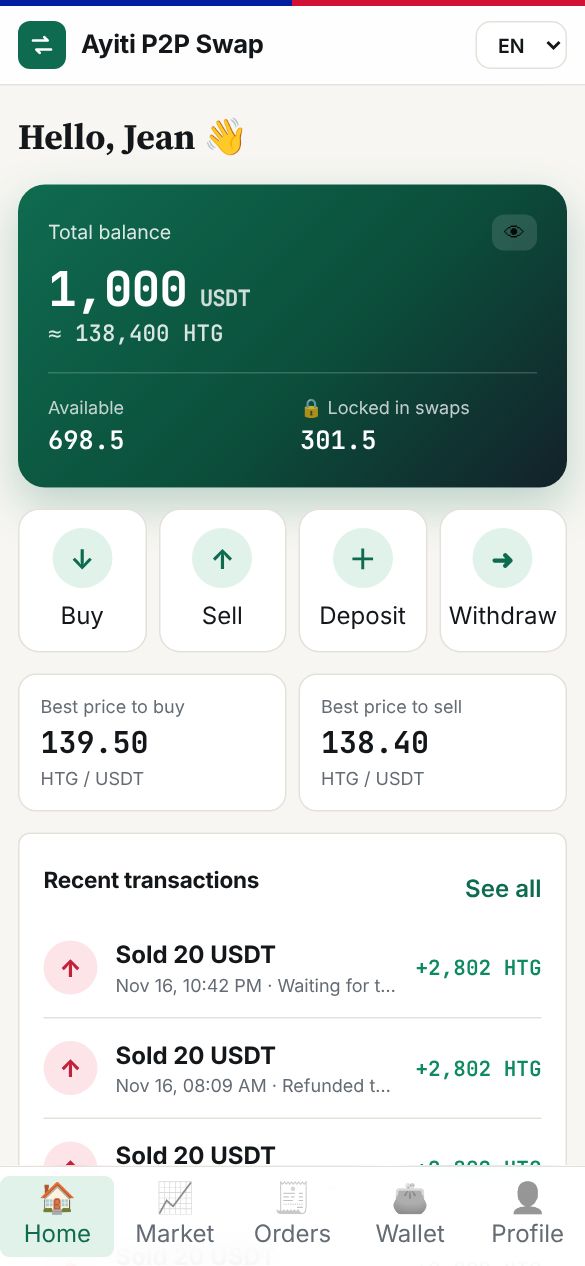 Ayiti P2P Swap
EN
Hello, Jean 👋
Total balance
1,000 USDT
≈ 138,400 HTG
Available
🔒 Locked in swaps
698.5
301.5
Buy
Sell
Deposit
Withdraw
Best price to buy
139.50
HTG / USDT
Best price to sell
138.40
HTG / USDT
Recent transactions
See all
Sold 20 USDT
Nov 16, 10:42 PM · Waiting for t...
+2,802 HTG
Sold 20 USDT
Nov 16, 08:09 AM · Refunded t...
+2,802 HTG
Sold 20 USDT
Home
Market
Orders
Wallet
Profile